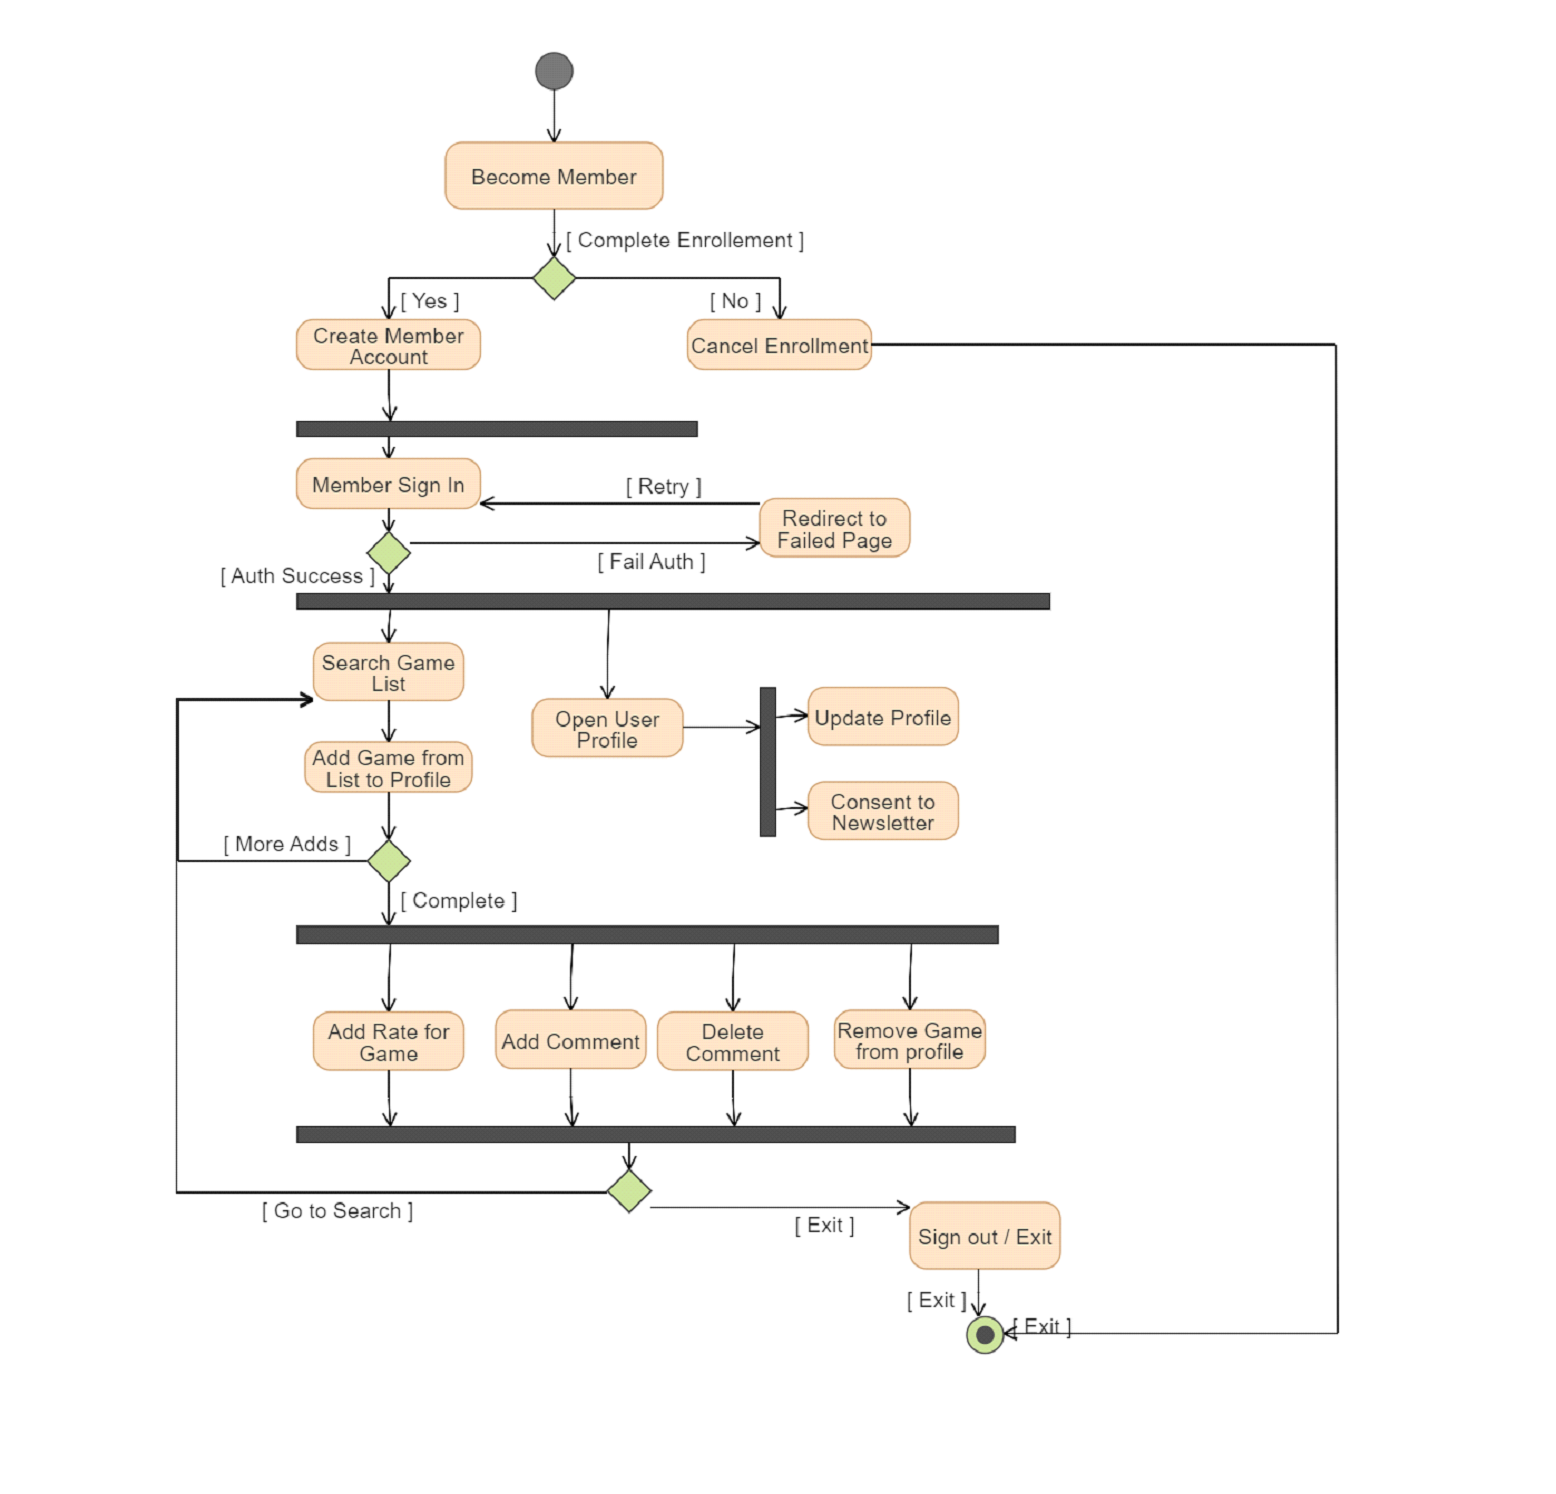 Become Member
[ Complete Enrollement ]
[ Yes ]
[ No ]
Create Member
Account
Cancel Enrollment
Member Sign In
[ Retry ]
Redirect to
Failed Page
[ Fail Auth ]
[ Auth Success ]
Search Game
List
Open User
Profile
Update Profile
Add Game from
List to Profile
Consent to
Newsletter
[ More Adds ]
[ Complete ]
Add Rate for
Game
Add Comment
Delete
Comment
Remove Game
from profile
[ Go to Search ]
[ Exit ]
Sign out / Exit
[ Exit ]
[ Exit ]